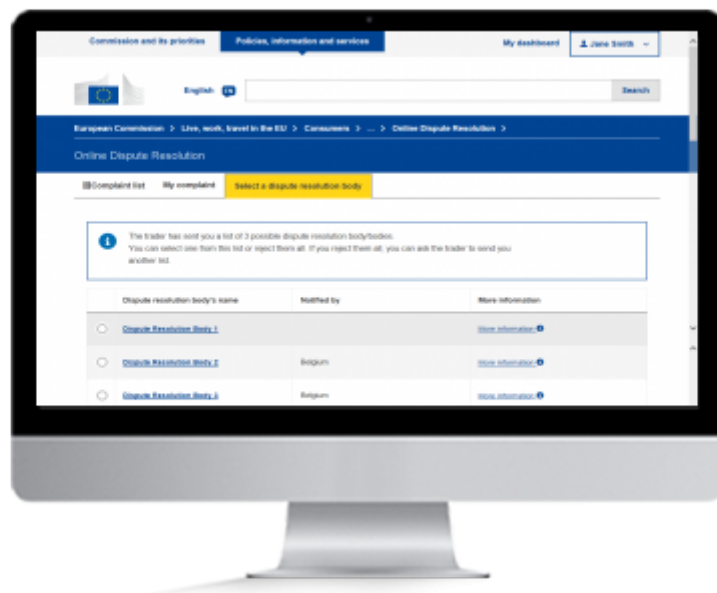 Commission and its priorities Policies, information and services My dashboard Jane Smith
English EN Search
European Commission > Live, work, travel in the EU > Consumers > ... > Online Dispute Resolution >
Online Dispute Resolution
Complaint list My complaint Select a dispute resolution body
The trader has sent you a list of 3 possible dispute resolution body/bodies.
You can select one from this list or reject them all. If you reject them all, you can ask the trader to send you
another list.
Dispute resolution body's name Notified by More information
Dispute Resolution Body 1 More information
Dispute Resolution Body 2 Belgium More information
Dispute Resolution Body 3 Belgium More information